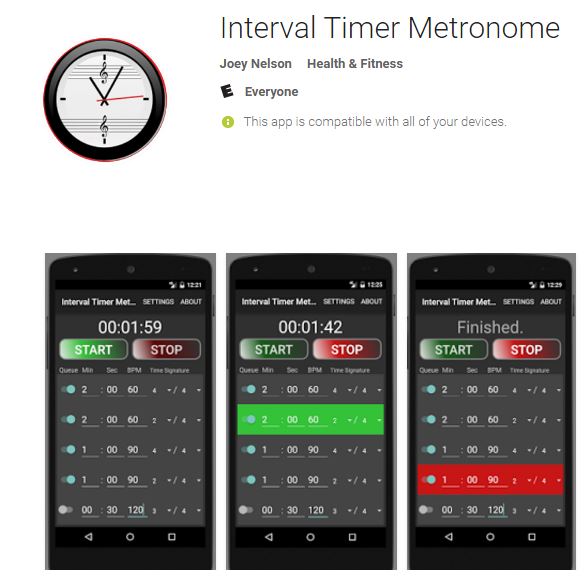 Interval Timer Metronome
Joey Nelson Health & Fitness
E Everyone
This app is compatible with all of your devices.
12:21
Interval Timer Met... SETTINGS ABOUT
00:01:59
START STOP
Queue Min Sec BPM Time Signature
2 : 00 60 4 / 4
2 : 00 60 2 / 4
1 : 00 90 4 / 4
1 : 00 90 2 / 4
00 : 30 120 3 / 4
12:25
Interval Timer Met... SETTINGS ABOUT
00:01:42
START STOP
Queue Min Sec BPM Time Signature
2 : 00 60 4 / 4
2 : 00 60 2 / 4
1 : 00 90 4 / 4
1 : 00 90 2 / 4
00 : 30 120 3 / 4
12:29
Interval Timer Met... SETTINGS ABOUT
Finished.
START STOP
Queue Min Sec BPM Time Signature
2 : 00 60 4 / 4
2 : 00 60 2 / 4
1 : 00 90 4 / 4
1 : 00 90 2 / 4
00 : 30 120 3 / 4